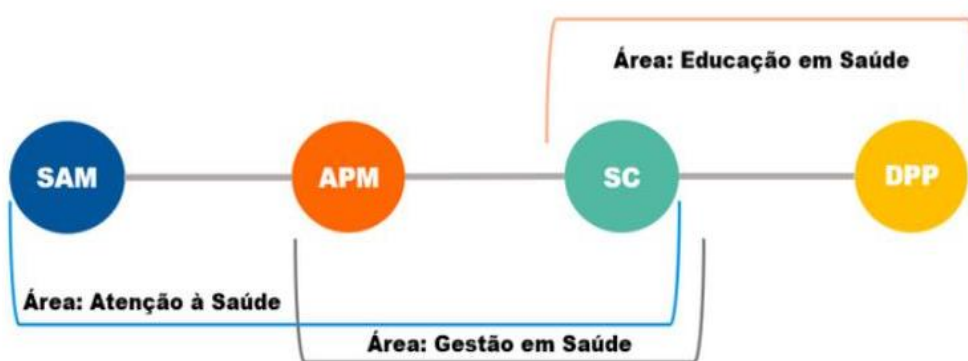 Área: Educação em Saúde
SAM
APM
SC
DPP
Área: Atenção à Saúde
Área: Gestão em Saúde